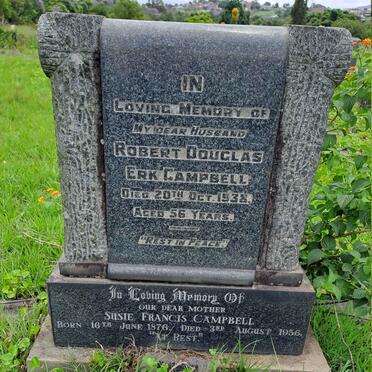 IN
LOVING MEMORY OF
MY DEAR HUSBAND
ROBERT DOUGLAS
ERK CAMPBELL
DIED 20TH OCT. 1938.
AGED 56 YEARS.
"REST IN PEACE."
In Loving Memory Of
OUR DEAR MOTHER
SUSIE FRANCIS CAMPBELL
BORN 16TH JUNE 1876. DIED 3RD AUGUST 1956.
"AT REST"